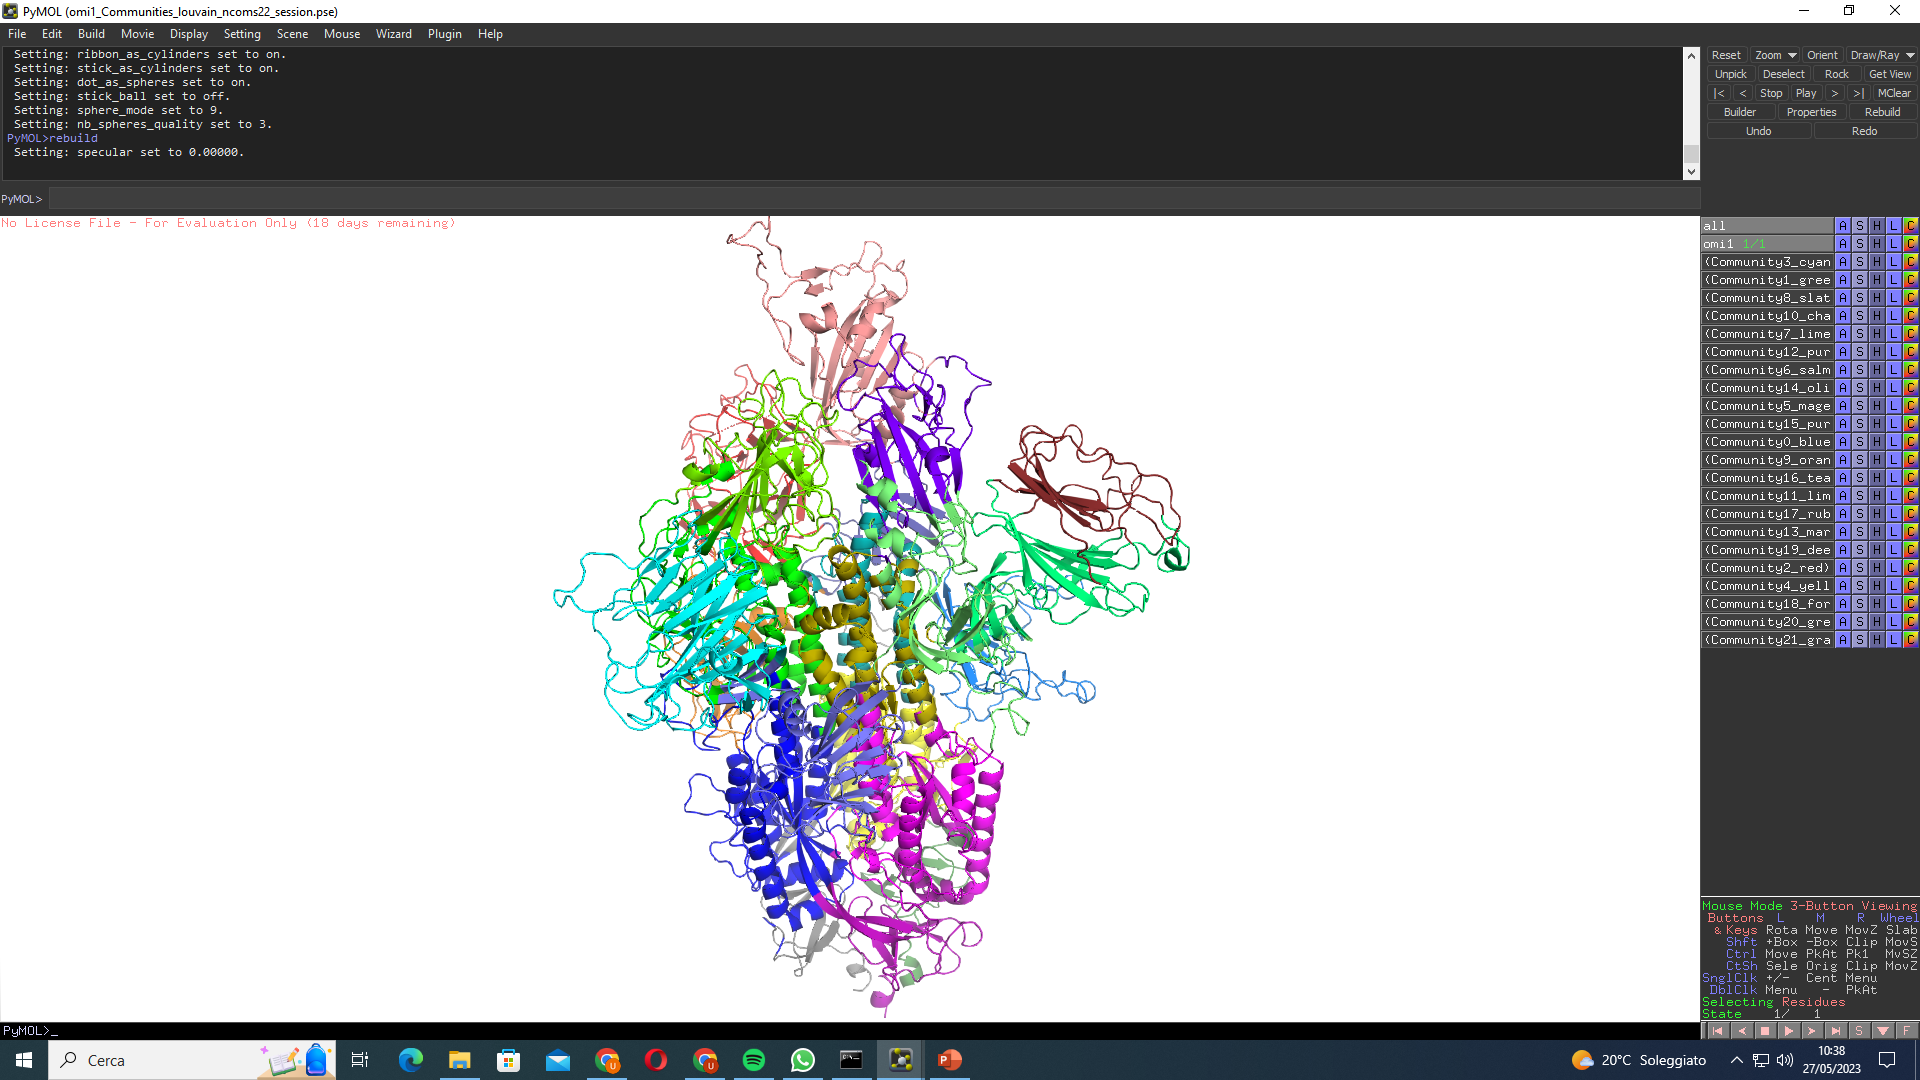 PyMOL (omi1_Communities_louvain_ncoms22_session.pse)
File Edit Build Movie Display Setting Scene Mouse Wizard Plugin Help
Setting: ribbon_as_cylinders set to on.
Setting: stick_as_cylinders set to on.
Setting: dot_as_spheres set to on.
Setting: stick_ball set to off.
Setting: sphere_mode set to 9.
Setting: nb_spheres_quality set to 3.
PyMOL>rebuild
Setting: specular set to 0.00000.
PyMOL>
Reset Zoom Orient Draw/Ray
Unpick Deselect Rock Get View
|< < Stop Play > >| MClear
Builder Properties Rebuild
Undo Redo
No License File - For Evaluation Only (18 days remaining)
all A S H L C
omi1 1/1 A S H L C
(Community3_cyan A S H L C
(Community1_gree A S H L C
(Community8_slat A S H L C
(Community10_cha A S H L C
(Community7_lime A S H L C
(Community12_pur A S H L C
(Community6_salm A S H L C
(Community14_oli A S H L C
(Community5_mage A S H L C
(Community15_pur A S H L C
(Community0_blue A S H L C
(Community9_oran A S H L C
(Community16_tea A S H L C
(Community11_lim A S H L C
(Community17_rub A S H L C
(Community13_mar A S H L C
(Community19_dee A S H L C
(Community2_red) A S H L C
(Community4_yell A S H L C
(Community18_for A S H L C
(Community20_gre A S H L C
(Community21_gra A S H L C
Mouse Mode 3-Button Viewing
Buttons L M R Wheel
& Keys Rota Move MovZ Slab
Shft +Box -Box Clip MovS
Ctrl Move PkAt Pk1 MvSZ
CtSh Sele Orig Clip MovZ
SnglClk +/- Cent Menu
DblClk Menu - PkAt
Selecting Residues
State 1/ 1
PyMOL>_
S F
Cerca
20°C Soleggiato
10:38
27/05/2023